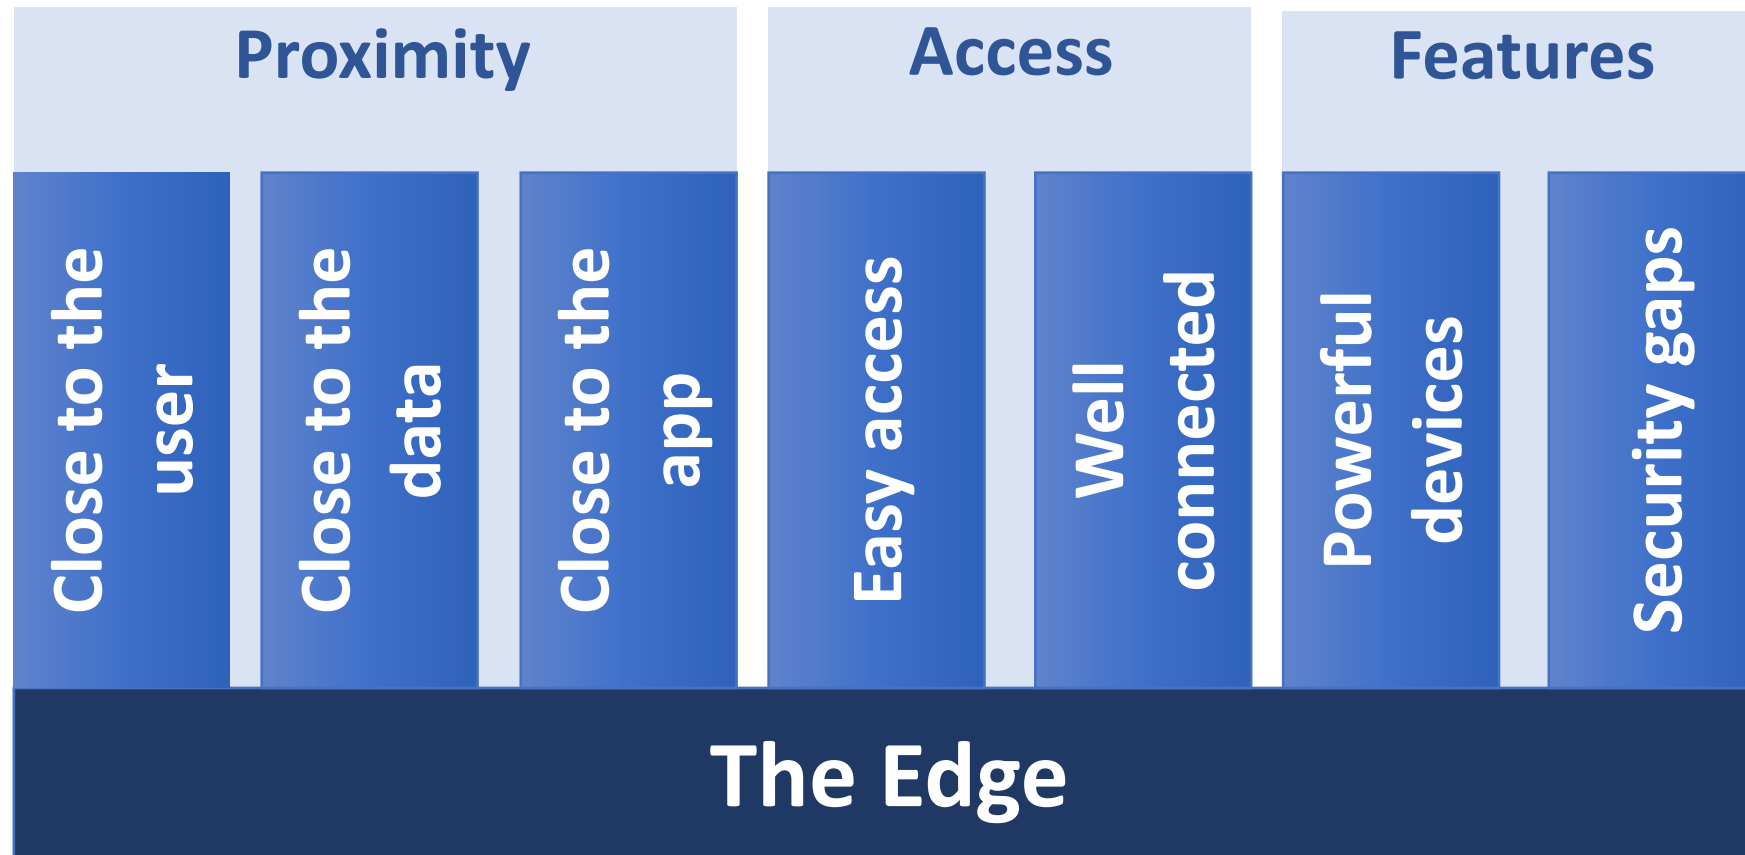 Proximity
Access
Features
Close to the
user
Close to the
data
Close to the
app
Easy access
Well
connected
Powerful
devices
Security gaps
The Edge